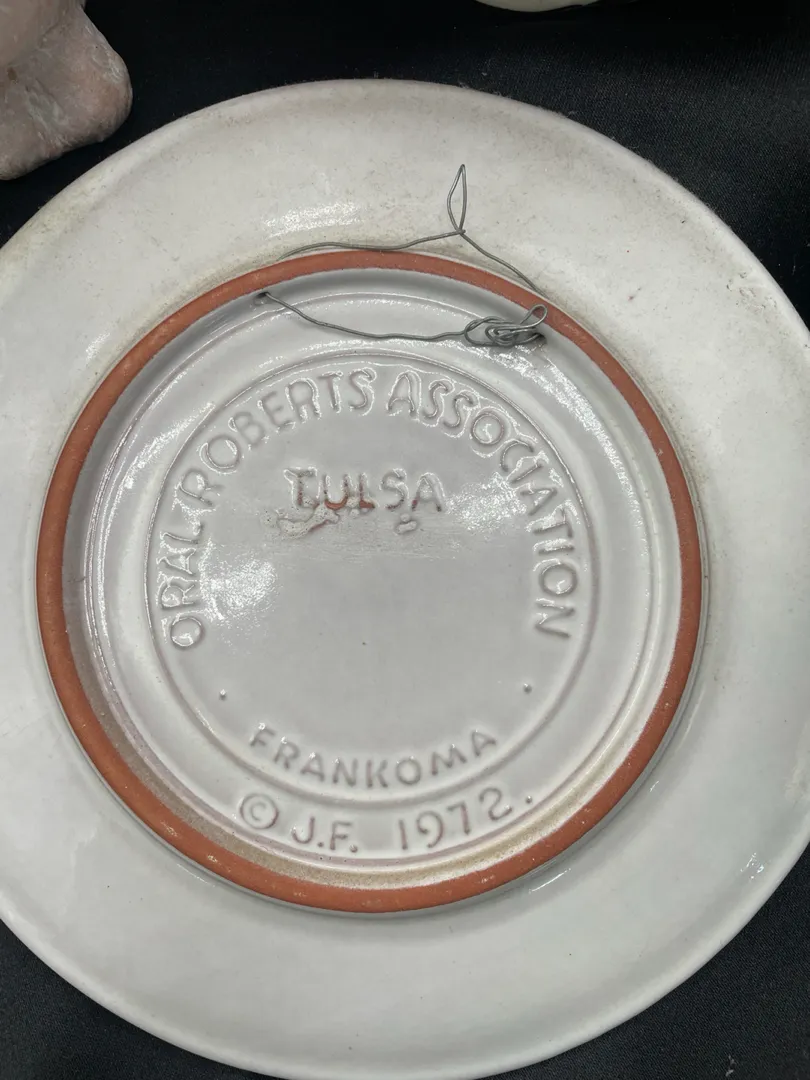 ORAL ROBERTS ASSOCIATION
TULSA
FRANKOMA
© J.F. 1972.